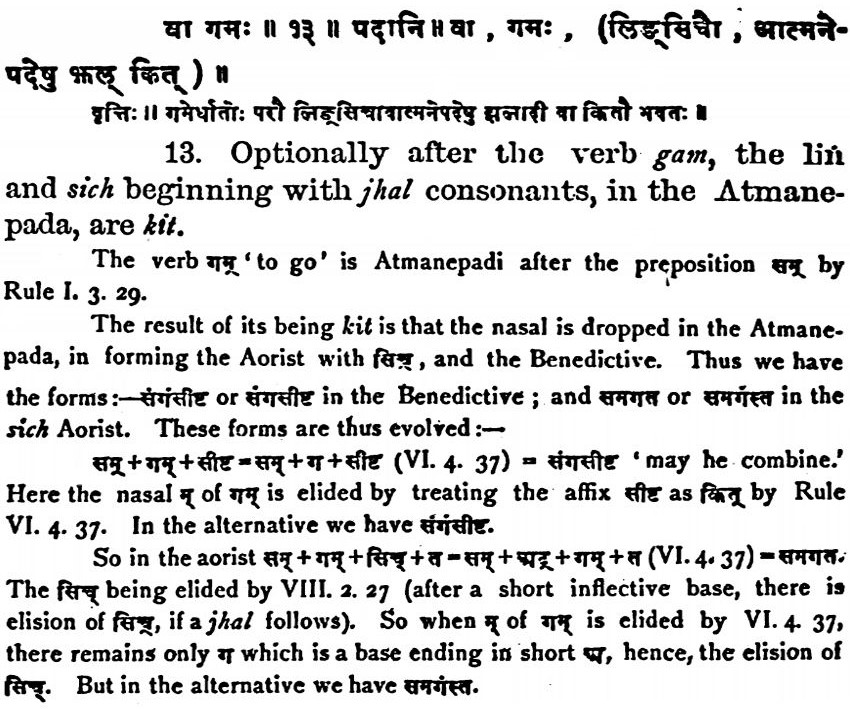 वा गमः ॥ १३ ॥ पदानि ॥ वा , गमः , (लिङ्सिचौ , आत्मने-
पदेषु झल् कित् ) ॥
वृत्तिः ॥ गमेर्धातोः परौ लिङ्सिचावात्मनेपदेषु झलादी वा कितौ भवतः ॥
13. Optionally after the verb gam, the liṅ
and sich beginning with jhal consonants, in the Atmane-
pada, are kit.
The verb गम् ‘to go’ is Atmanepadi after the preposition सम् by
Rule I. 3. 29.
The result of its being kit is that the nasal is dropped in the Atmane-
pada, in forming the Aorist with सिच्, and the Benedictive. Thus we have
the forms :—संगंसीष्ट or संगसीष्ट in the Benedictive ; and समगत or समगंस्त in the
sich Aorist. These forms are thus evolved :—
सम्+गम्+सीष्ट=सम्+ग+सीष्ट (VI. 4. 37) = संगसीष्ट ‘may he combine.’
Here the nasal म् of गम् is elided by treating the affix सीष्ट as कित् by Rule
VI. 4. 37. In the alternative we have संगंसीष्ट.
So in the aorist सम्+गम्+सिच्+त=सम्+अट्+गम्+त (VI. 4. 37)=समगत.
The सिच् being elided by VIII. 2. 27 (after a short inflective base, there is
elision of सिच्, if a jhal follows). So when म् of गम् is elided by VI. 4. 37,
there remains only ग which is a base ending in short अ, hence, the elision of
सिच्. But in the alternative we have समगंस्त.